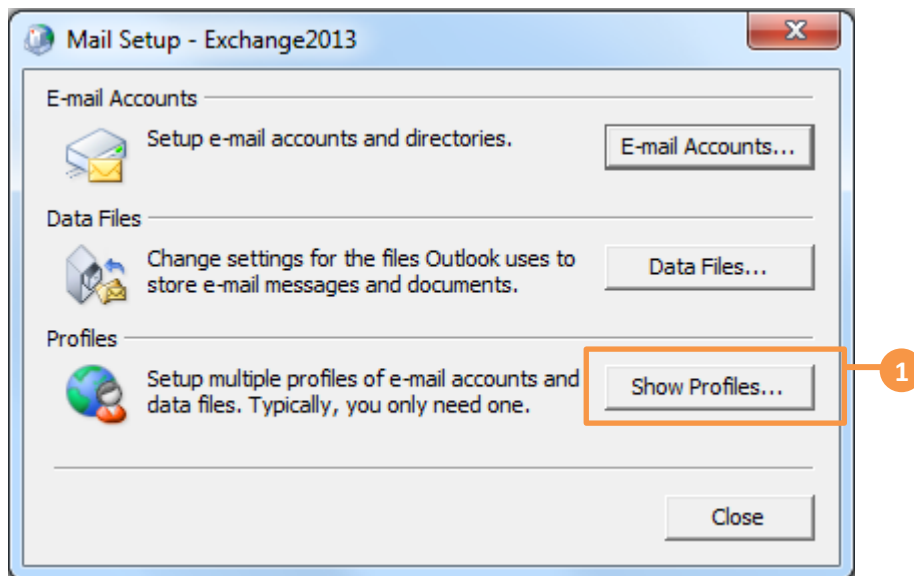 Mail Setup - Exchange2013
E-mail Accounts
Setup e-mail accounts and directories.
E-mail Accounts...
Data Files
Change settings for the files Outlook uses to
store e-mail messages and documents.
Data Files...
Profiles
Setup multiple profiles of e-mail accounts and
data files. Typically, you only need one.
Show Profiles...
1
Close